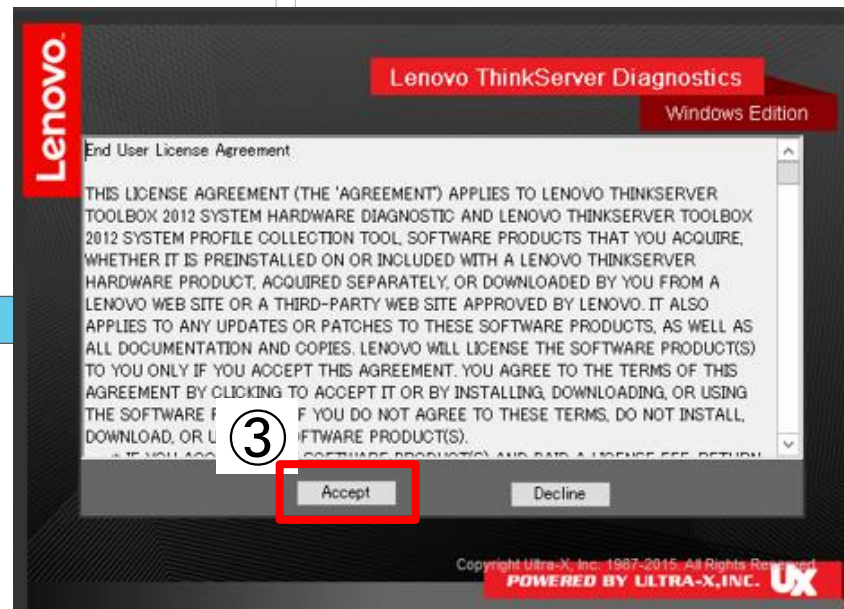 Lenovo
Lenovo ThinkServer Diagnostics
Windows Edition
End User License Agreement
THIS LICENSE AGREEMENT (THE 'AGREEMENT') APPLIES TO LENOVO THINKSERVER
TOOLBOX 2012 SYSTEM HARDWARE DIAGNOSTIC AND LENOVO THINKSERVER TOOLBOX
2012 SYSTEM PROFILE COLLECTION TOOL, SOFTWARE PRODUCTS THAT YOU ACQUIRE,
WHETHER IT IS PREINSTALLED ON OR INCLUDED WITH A LENOVO THINKSERVER
HARDWARE PRODUCT, ACQUIRED SEPARATELY, OR DOWNLOADED BY YOU FROM A
LENOVO WEB SITE OR A THIRD-PARTY WEB SITE APPROVED BY LENOVO. IT ALSO
APPLIES TO ANY UPDATES OR PATCHES TO THESE SOFTWARE PRODUCTS, AS WELL AS
ALL DOCUMENTATION AND COPIES. LENOVO WILL LICENSE THE SOFTWARE PRODUCT(S)
TO YOU ONLY IF YOU ACCEPT THIS AGREEMENT. YOU AGREE TO THE TERMS OF THIS
AGREEMENT BY CLICKING TO ACCEPT IT OR BY INSTALLING, DOWNLOADING, OR USING
THE SOFTWARE F YOU DO NOT AGREE TO THESE TERMS, DO NOT INSTALL,
DOWNLOAD, OR U FTWARE PRODUCT(S).
③
Accept
Decline
Copyright Ultra-X, Inc. 1987-2015. All Rights Reserved.
POWERED BY ULTRA-X,INC. UX